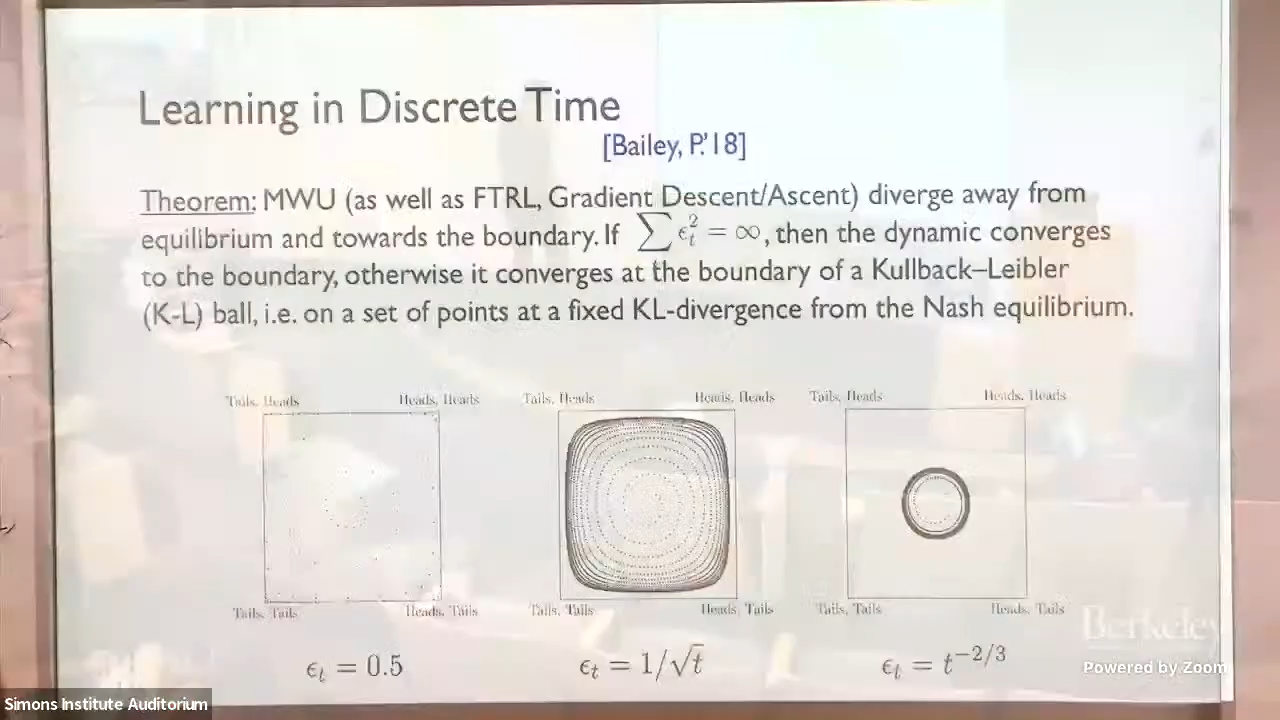 Learning in Discrete Time
[Bailey, P.'18]
Theorem: MWU (as well as FTRL, Gradient Descent/Ascent) diverge away from
equilibrium and towards the boundary. If ∑ ϵ_t^2 = ∞, then the dynamic converges
to the boundary, otherwise it converges at the boundary of a Kullback–Leibler
(K-L) ball, i.e. on a set of points at a fixed KL-divergence from the Nash equilibrium.
Tails, Heads Heads, Heads Tails, Heads Heads, Heads Tails, Heads Heads, Heads
Tails, Tails Heads, Tails Tails, Tails Heads, Tails Tails, Tails Heads, Tails
ϵ_t = 0.5 ϵ_t = 1/√t ϵ_t = t^{-2/3}
Berkeley
Powered by Zoom
Simons Institute Auditorium